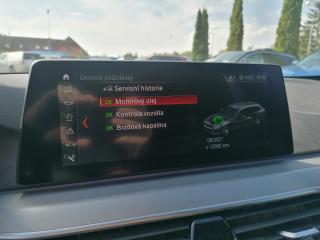 Servisní požadavky
Servisní historie
OK Motorový olej
OK Kontrola vozidla
OK Brzdová kapalina